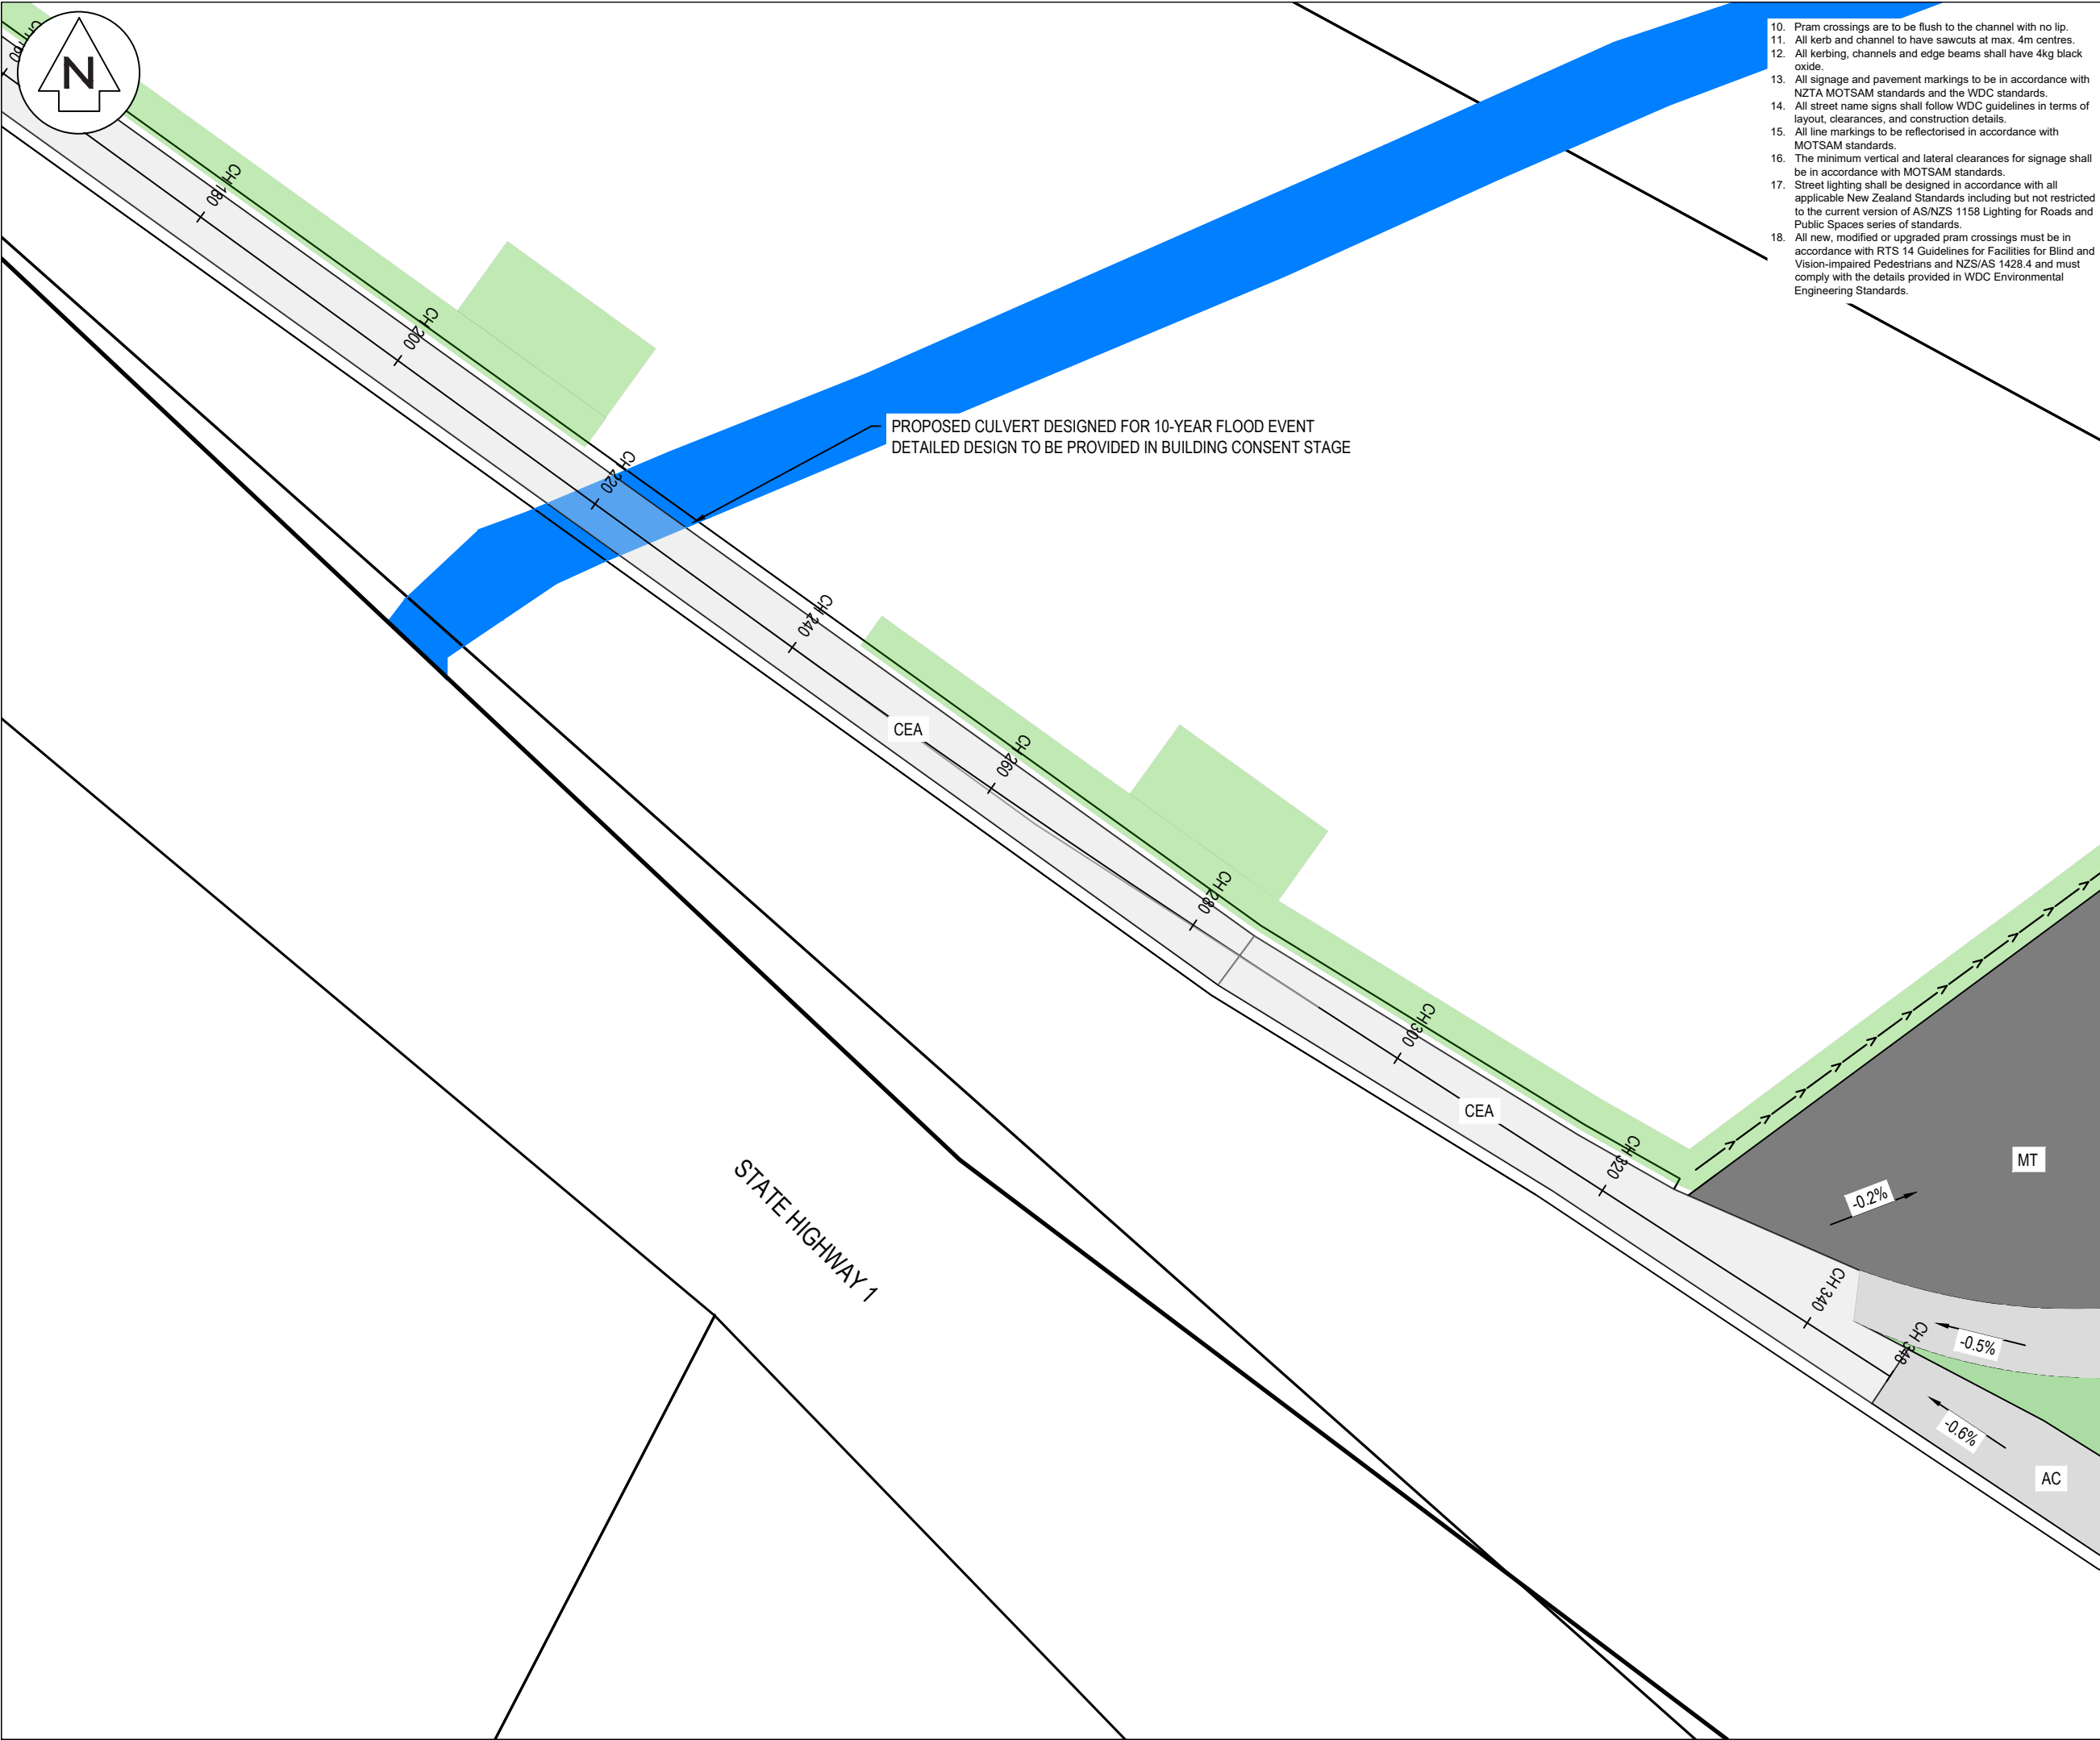 N
10. Pram crossings are to be flush to the channel with no lip.
11. All kerb and channel to have sawcuts at max. 4m centres.
12. All kerbing, channels and edge beams shall have 4kg black
oxide.
13. All signage and pavement markings to be in accordance with
NZTA MOTSAM standards and the WDC standards.
14. All street name signs shall follow WDC guidelines in terms of
layout, clearances, and construction details.
15. All line markings to be reflectorised in accordance with
MOTSAM standards.
16. The minimum vertical and lateral clearances for signage shall
be in accordance with MOTSAM standards.
17. Street lighting shall be designed in accordance with all
applicable New Zealand Standards including but not restricted
to the current version of AS/NZS 1158 Lighting for Roads and
Public Spaces series of standards.
18. All new, modified or upgraded pram crossings must be in
accordance with RTS 14 Guidelines for Facilities for Blind and
Vision-impaired Pedestrians and NZS/AS 1428.4 and must
comply with the details provided in WDC Environmental
Engineering Standards.
CH 180
CH 200
PROPOSED CULVERT DESIGNED FOR 10-YEAR FLOOD EVENT
DETAILED DESIGN TO BE PROVIDED IN BUILDING CONSENT STAGE
CH 220
CH 240
CEA
CH 260
CH 280
CH 300
CEA
CH 320
MT
-0.2%
STATE HIGHWAY 1
CH 340
CH 348
-0.5%
-0.6%
AC